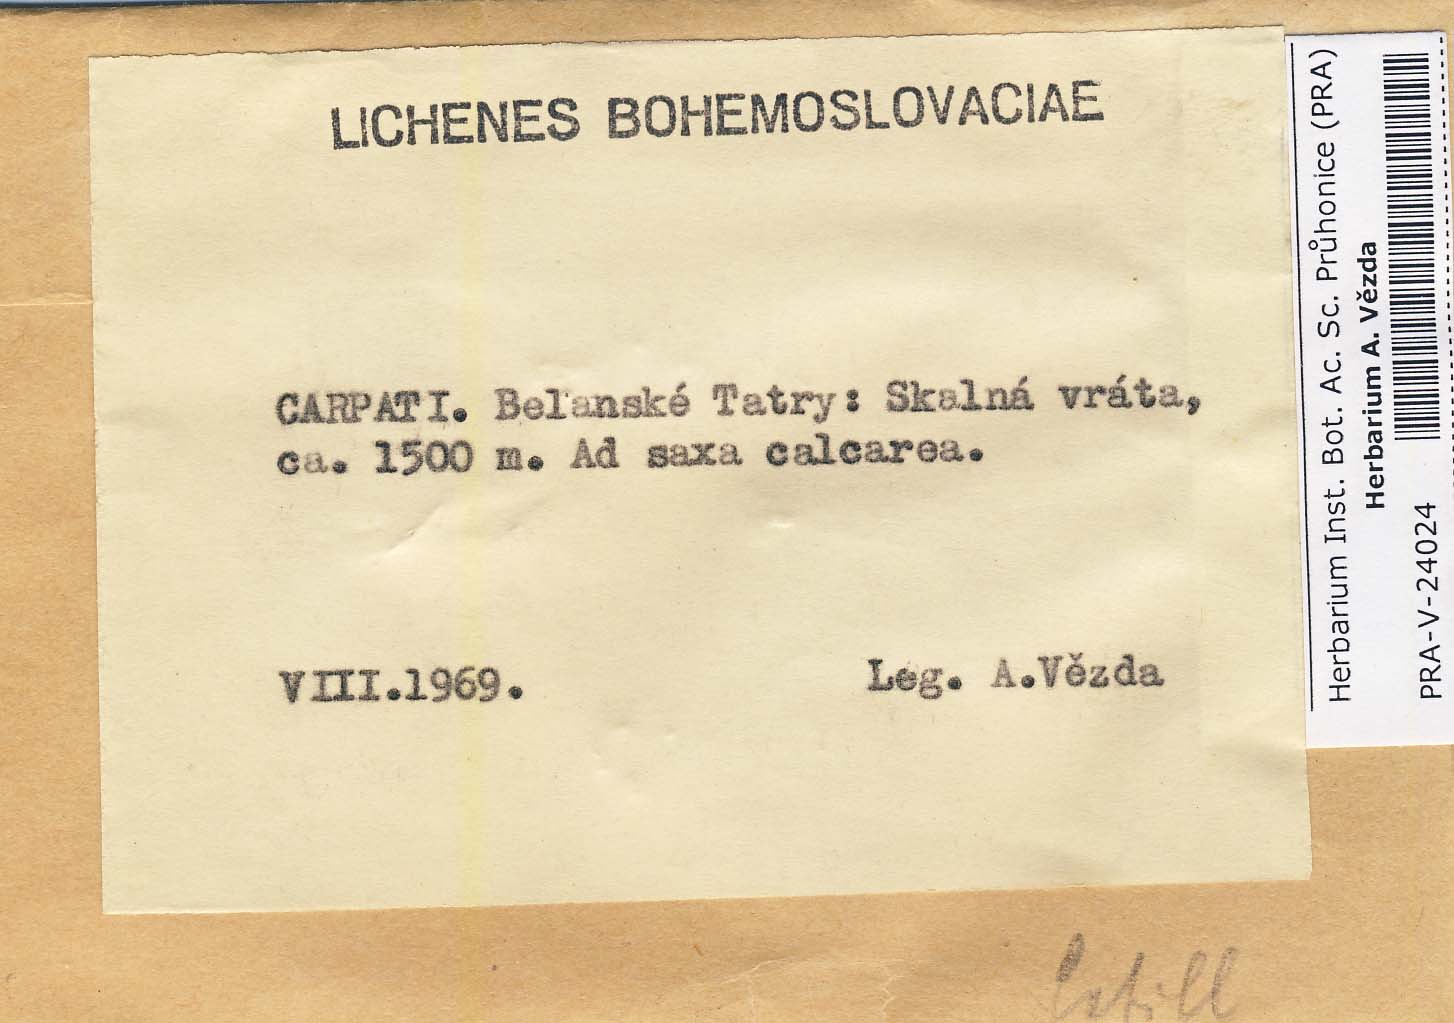 LICHENES BOHEMOSLOVACIAE
CARPATI. Belanské Tatry: Skalná vráta,
ca. 1500 m. Ad saxa calcarea.
VIII.1969.
Leg. A.Vězda
Herbarium Inst. Bot. Ac. Sc. Průhonice (PRA)
Herbarium A. Vězda
PRA-V-24024